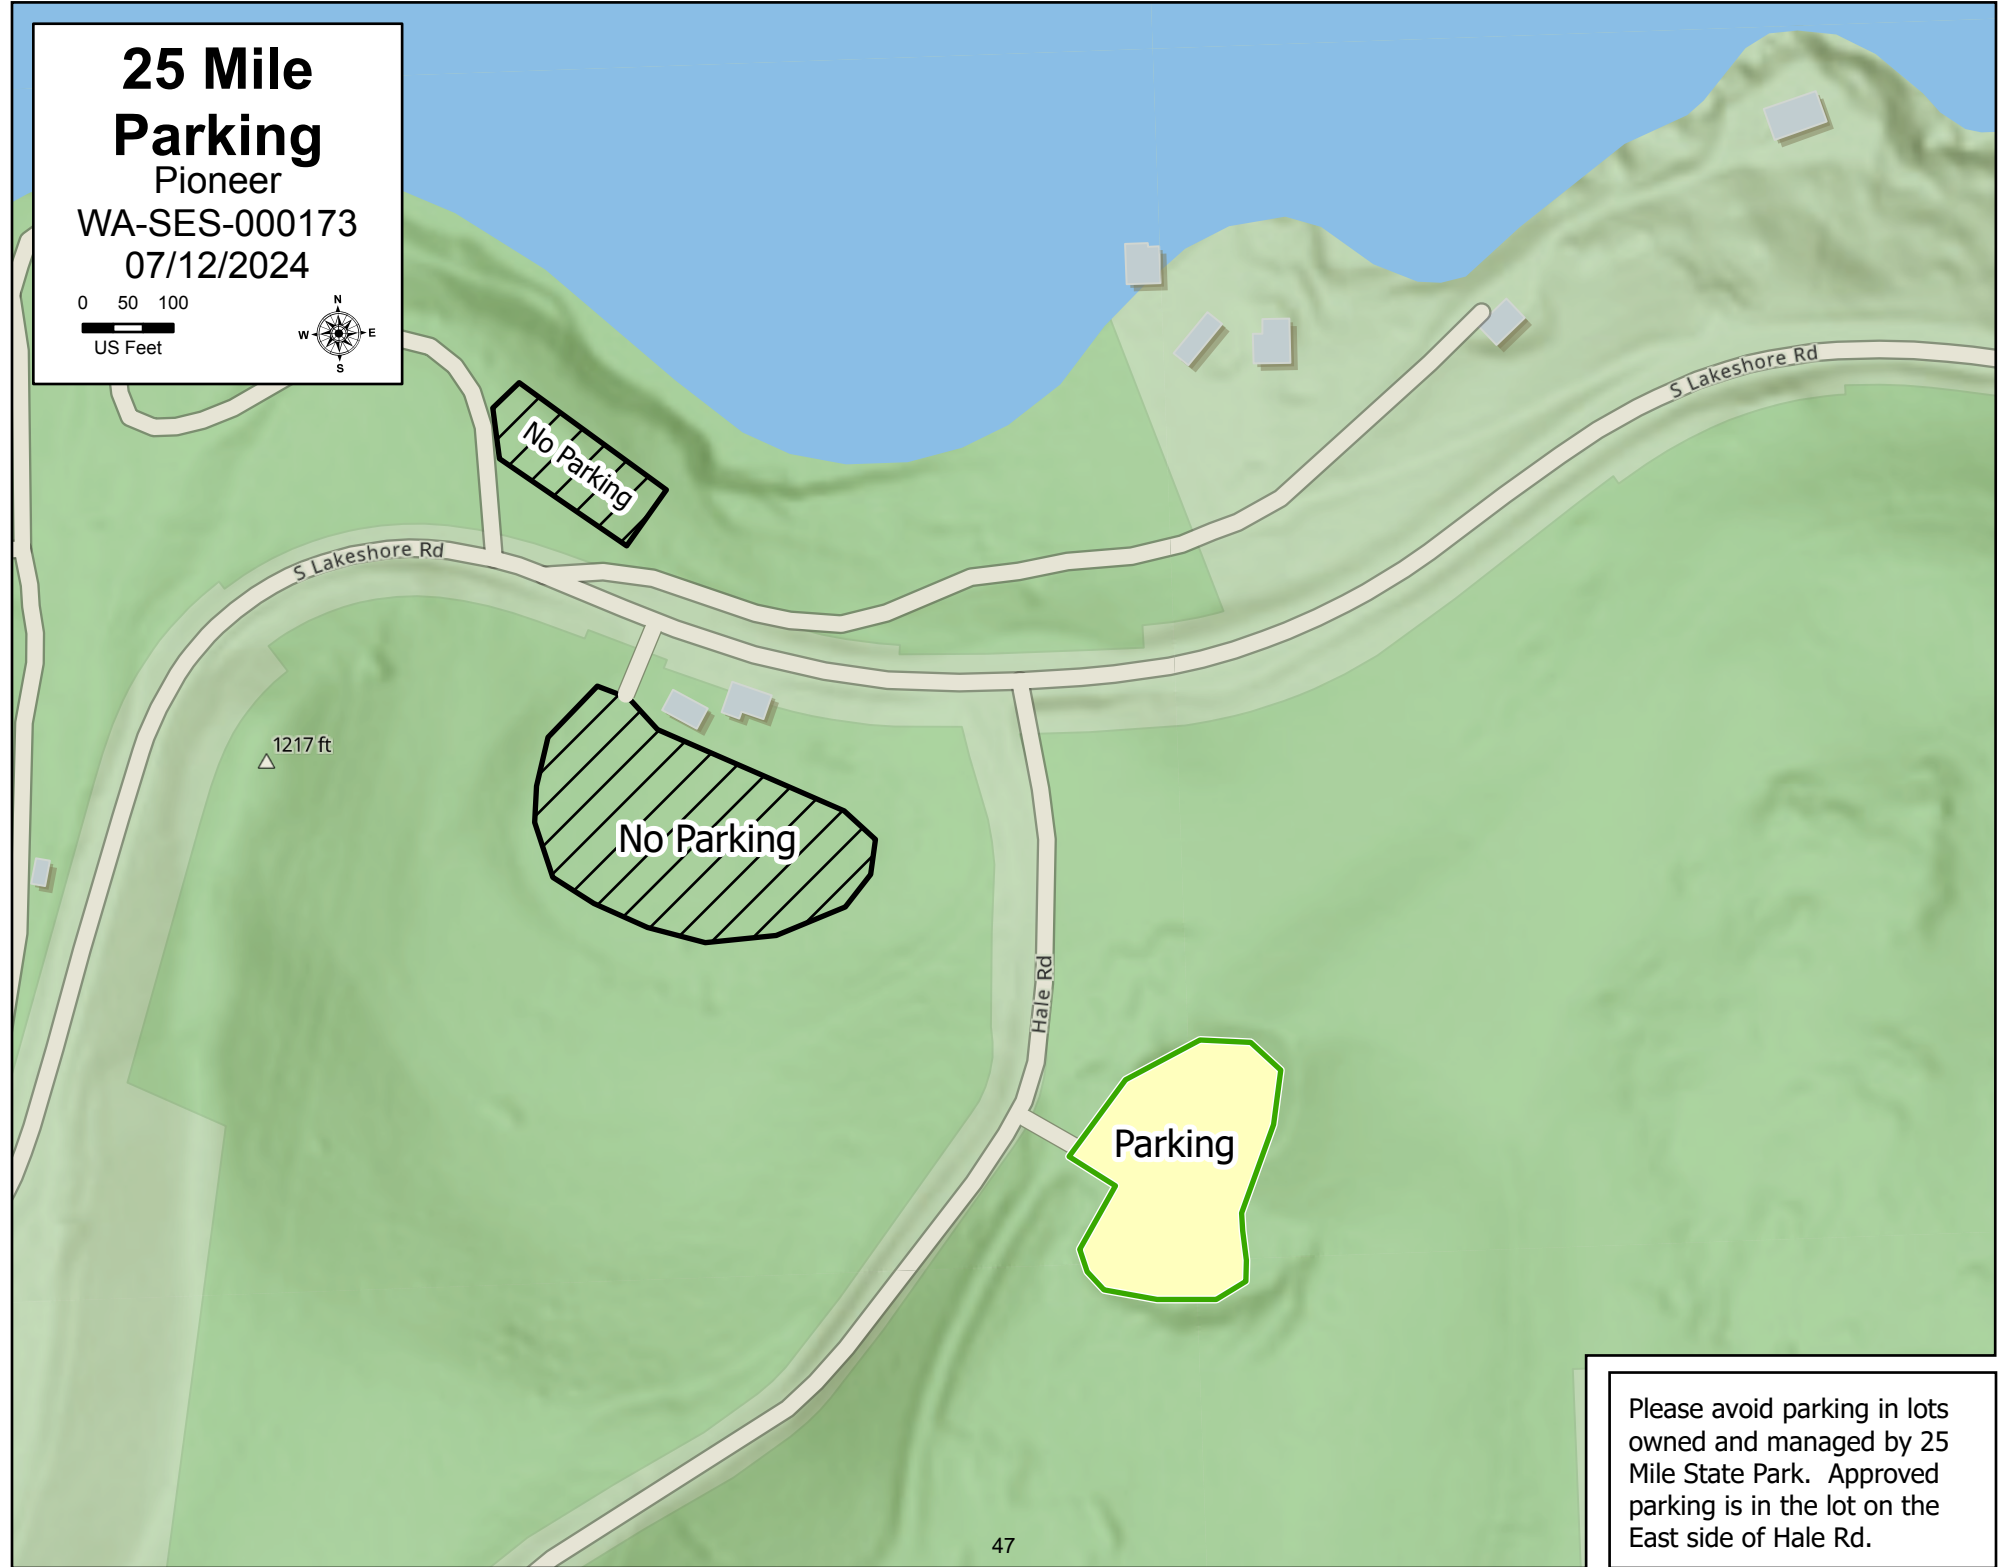 25 Mile
Parking
Pioneer
WA-SES-000173
07/12/2024
0 50 100
US Feet
N
W E
S
No Parking
S Lakeshore Rd
S Lakeshore Rd
1217 ft
No Parking
Hale Rd
Parking
Please avoid parking in lots
owned and managed by 25
Mile State Park. Approved
parking is in the lot on the
East side of Hale Rd.
47